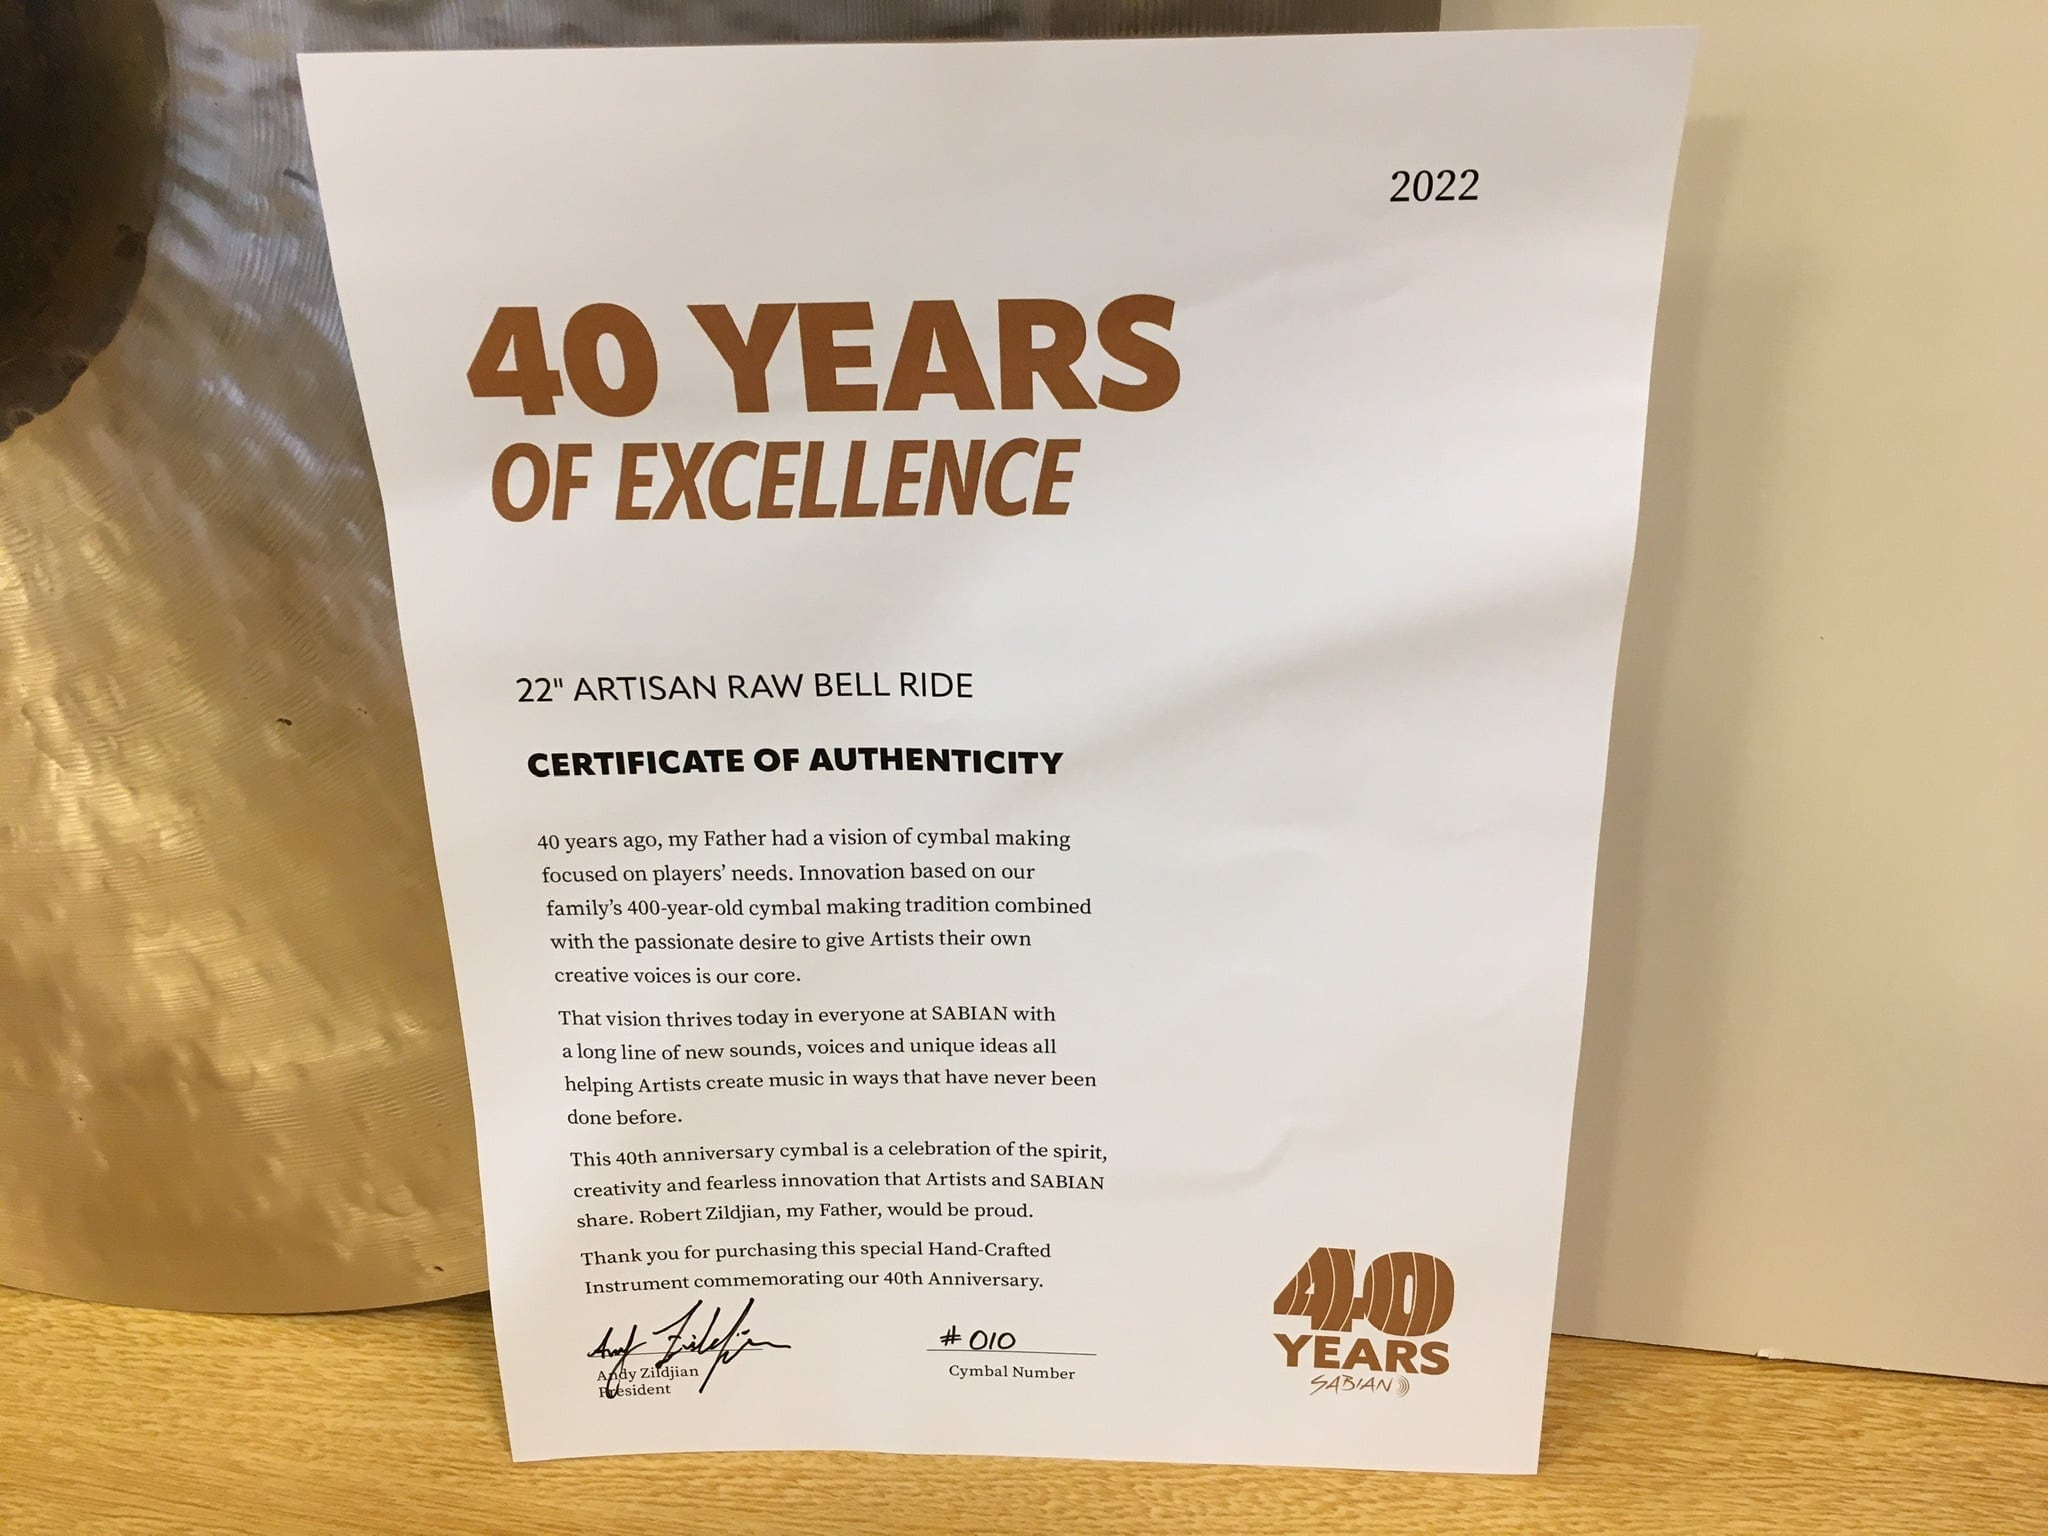 2022
40 YEARS
OF EXCELLENCE
22" ARTISAN RAW BELL RIDE
CERTIFICATE OF AUTHENTICITY
40 years ago, my Father had a vision of cymbal making
focused on players’ needs. Innovation based on our
family’s 400-year-old cymbal making tradition combined
with the passionate desire to give Artists their own
creative voices is our core.
That vision thrives today in everyone at SABIAN with
a long line of new sounds, voices and unique ideas all
helping Artists create music in ways that have never been
done before.
This 40th anniversary cymbal is a celebration of the spirit,
creativity and fearless innovation that Artists and SABIAN
share. Robert Zildjian, my Father, would be proud.
Thank you for purchasing this special Hand-Crafted
Instrument commemorating our 40th Anniversary.
Andy Zildjian
# 010
Andy Zildjian
President
Cymbal Number
40
YEARS
SABIAN